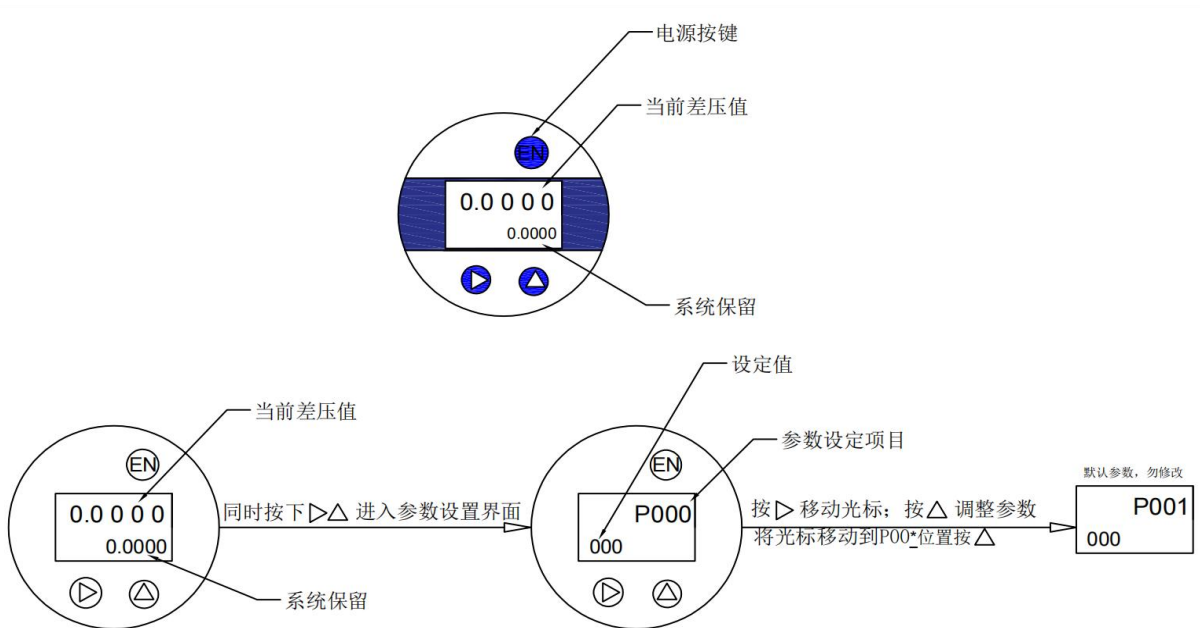 电源按键
当前差压值
EN
0.0 0 0 0
0.0000
系统保留
设定值
当前差压值
参数设定项目
EN
EN
默认参数，勿修改
0.0 0 0 0
0.0000
同时按下▷△ 进入参数设置界面
P000
000
按▷移动光标；按△ 调整参数
将光标移动到P00*位置按△
P001
000
系统保留